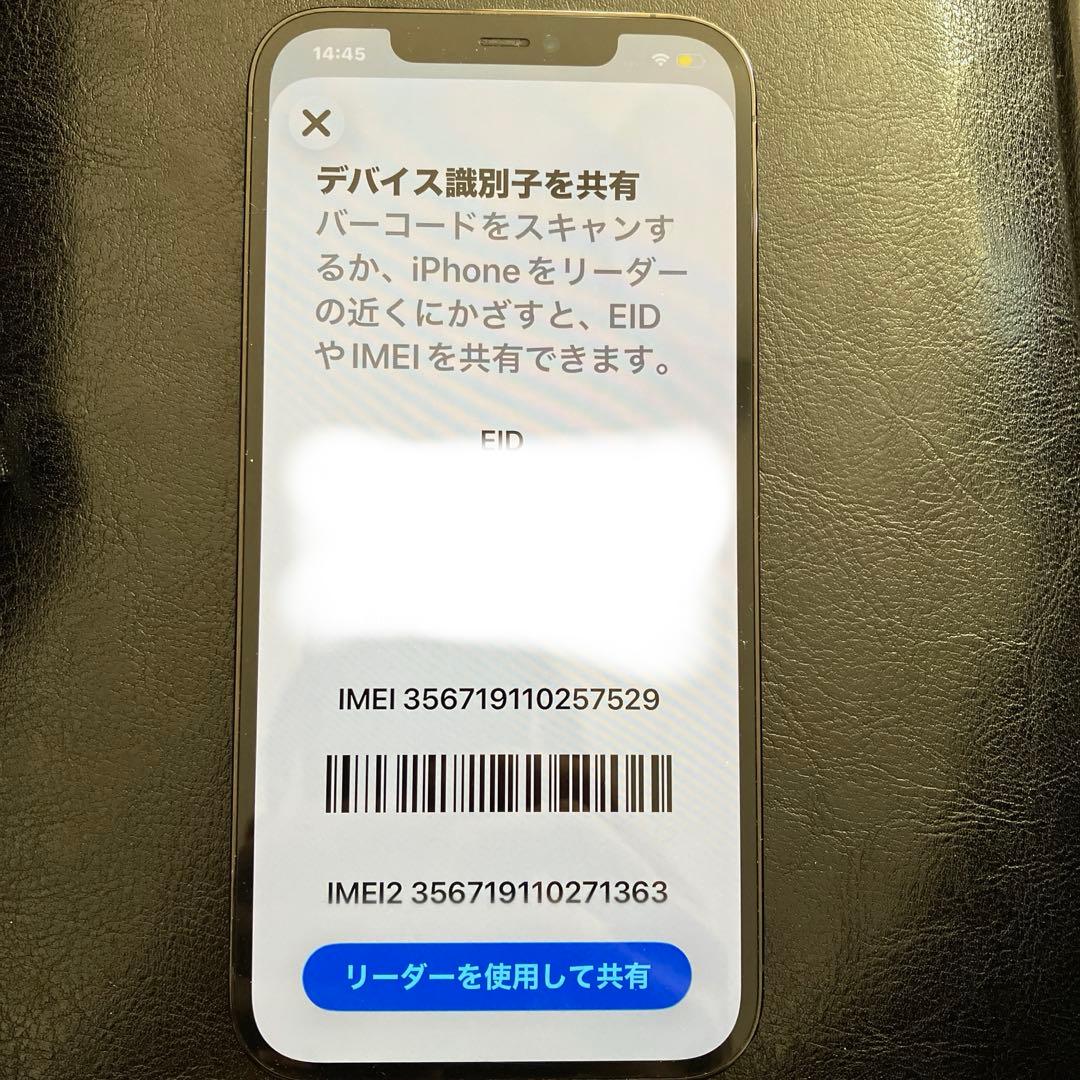 14:45
デバイス識別子を共有
バーコードをスキャンす
るか、iPhoneをリーダー
の近くにかざすと、EID
やIMEIを共有できます。
EID
IMEI 356719110257529
IMEI2 356719110271363
リーダーを使用して共有